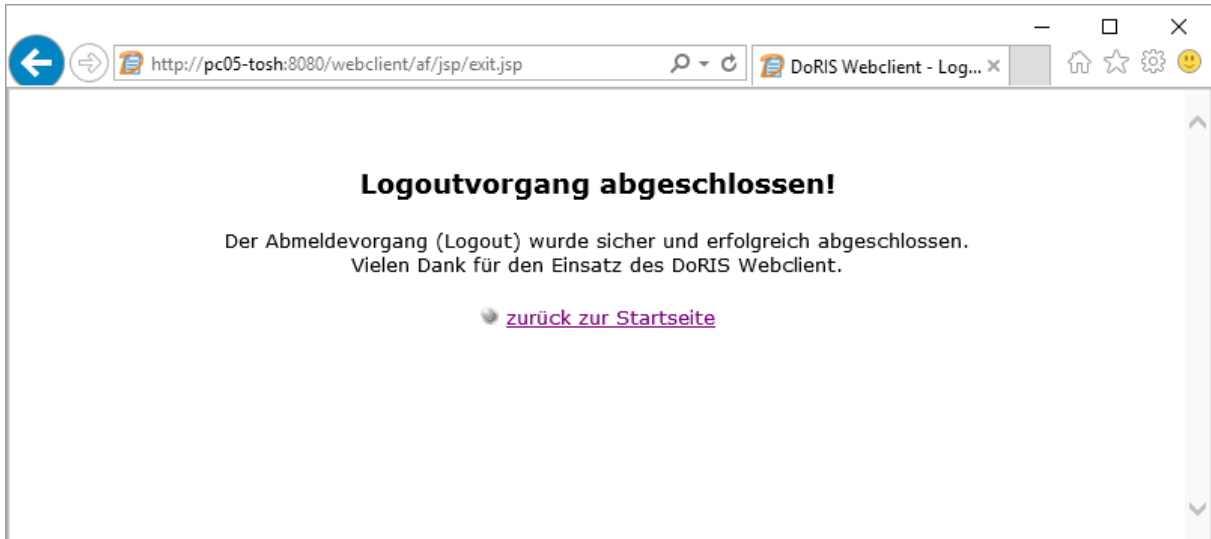 http://pc05-tosh:8080/webclient/af/jsp/exit.jsp
DoRIS Webclient - Log...
Logoutvorgang abgeschlossen!
Der Abmeldevorgang (Logout) wurde sicher und erfolgreich abgeschlossen.
Vielen Dank für den Einsatz des DoRIS Webclient.
zurück zur Startseite